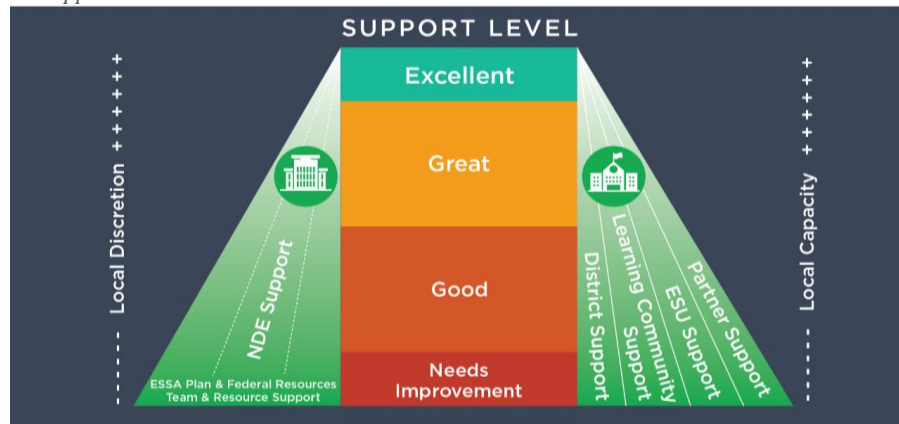 SUPPORT LEVEL
Local Discretion ++++++
------
Excellent
Great
Good
Needs
Improvement
NDE Support
ESSA Plan & Federal Resources
Team & Resource Support
District Support
Learning Community
Support
ESU Support
Partner Support
Local Capacity ++++++
------